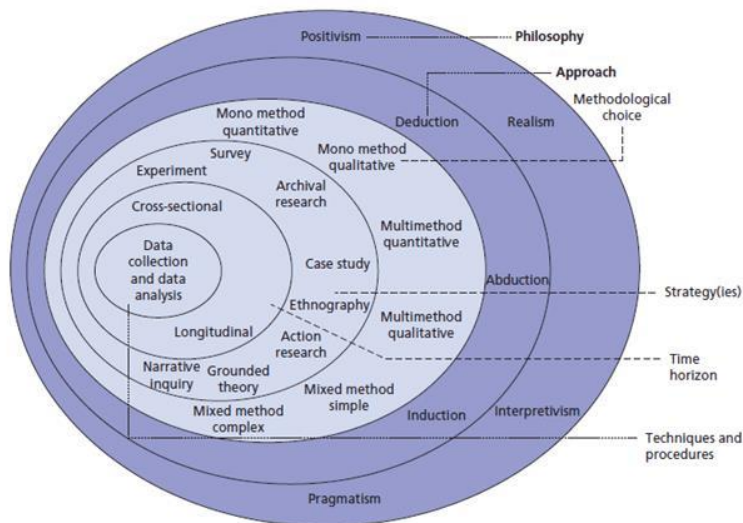 Positivism
Philosophy
Approach
Methodological
choice
Mono method
quantitative
Deduction
Realism
Survey
Mono method
qualitative
Experiment
Archival
research
Cross-sectional
Multimethod
quantitative
Data
collection
and data
analysis
Case study
Abduction
Strategy(ies)
Ethnography
Multimethod
qualitative
Longitudinal
Action
research
Time
horizon
Narrative
inquiry
Grounded
theory
Mixed method
simple
Mixed method
complex
Induction
Interpretivism
Techniques and
procedures
Pragmatism